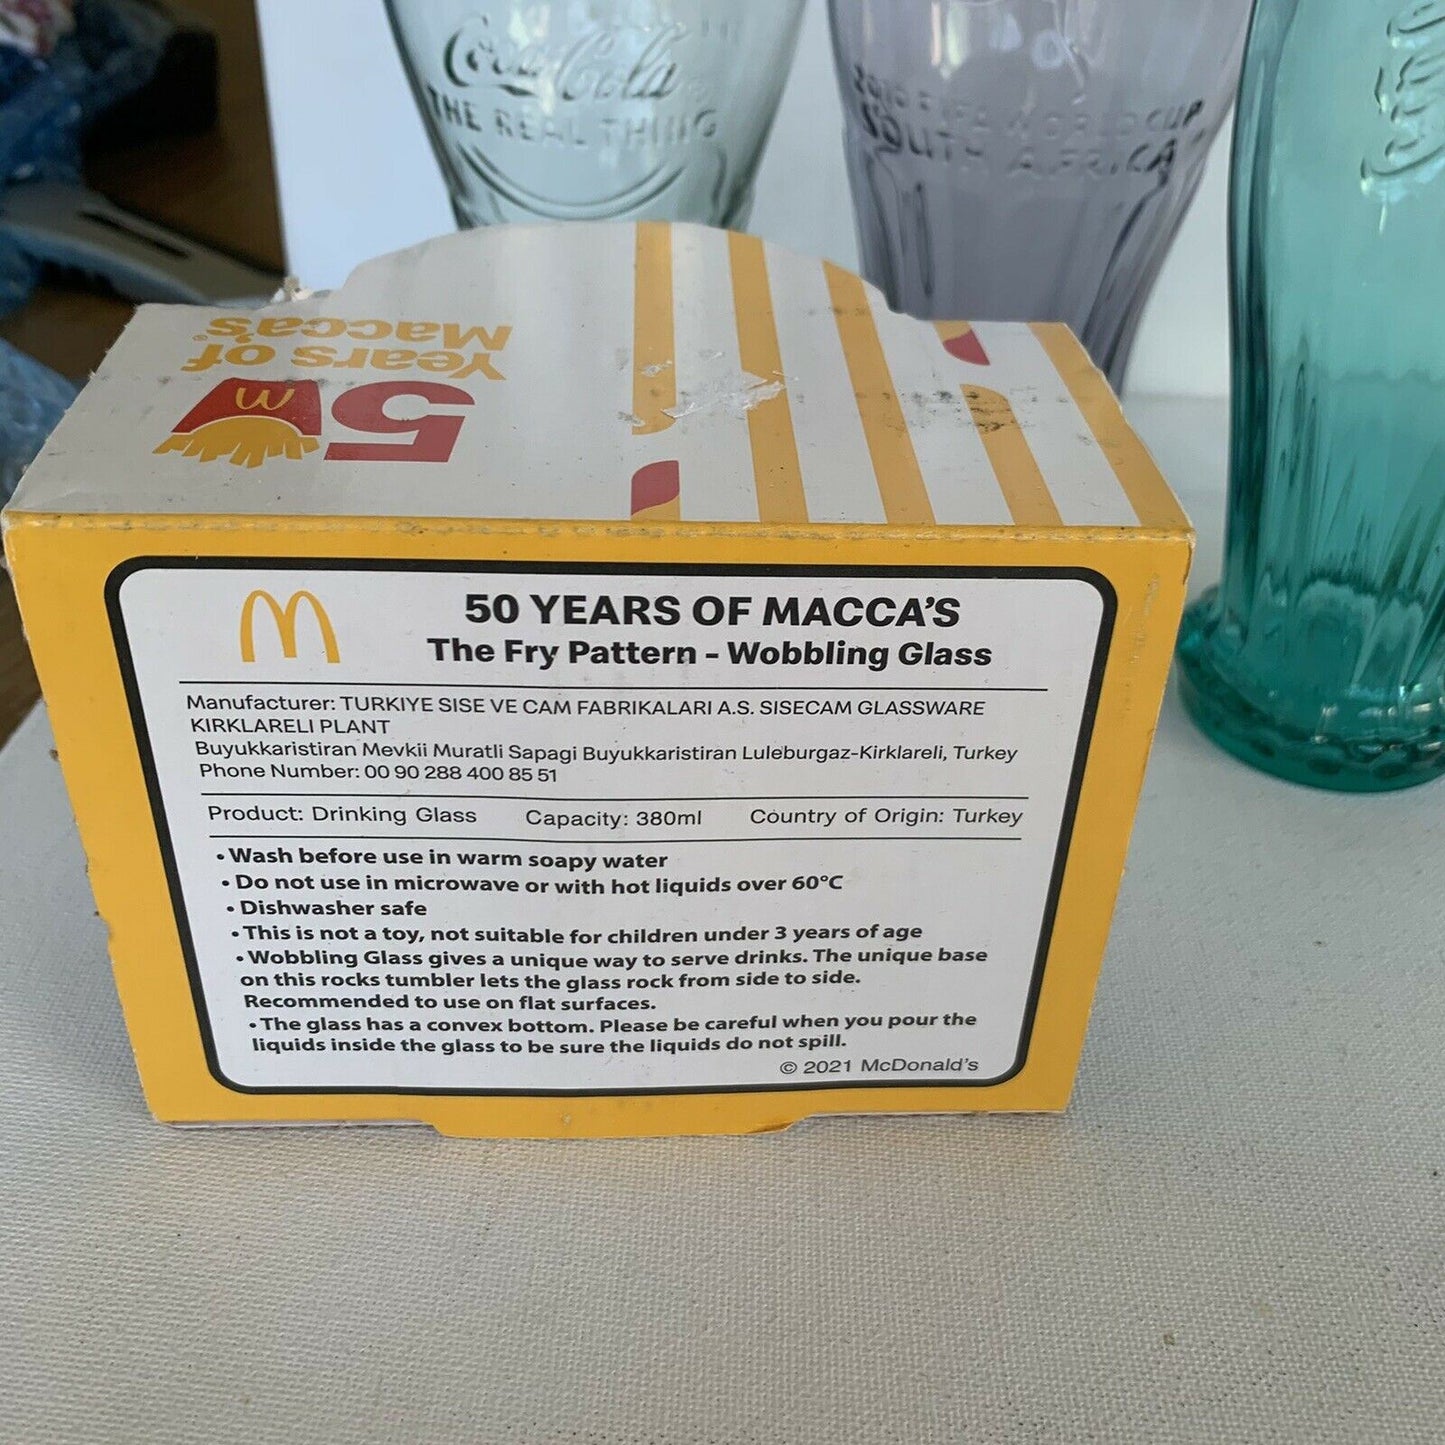 Coca-Cola
THE REAL THING
2010 FIFA WORLD CUP
SOUTH AFRICA
50
Years of
Macca's
50 YEARS OF MACCA'S
The Fry Pattern - Wobbling Glass
Manufacturer: TURKIYE SISE VE CAM FABRIKALARI A.S. SISECAM GLASSWARE
KIRKLARELI PLANT
Buyukkaristiran Mevkii Muratli Sapagi Buyukkaristiran Luleburgaz-Kirklareli, Turkey
Phone Number: 00 90 288 400 85 51
Product: Drinking Glass Capacity: 380ml Country of Origin: Turkey
• Wash before use in warm soapy water
• Do not use in microwave or with hot liquids over 60°C
• Dishwasher safe
• This is not a toy, not suitable for children under 3 years of age
• Wobbling Glass gives a unique way to serve drinks. The unique base
on this rocks tumbler lets the glass rock from side to side.
Recommended to use on flat surfaces.
• The glass has a convex bottom. Please be careful when you pour the
liquids inside the glass to be sure the liquids do not spill.
© 2021 McDonald's